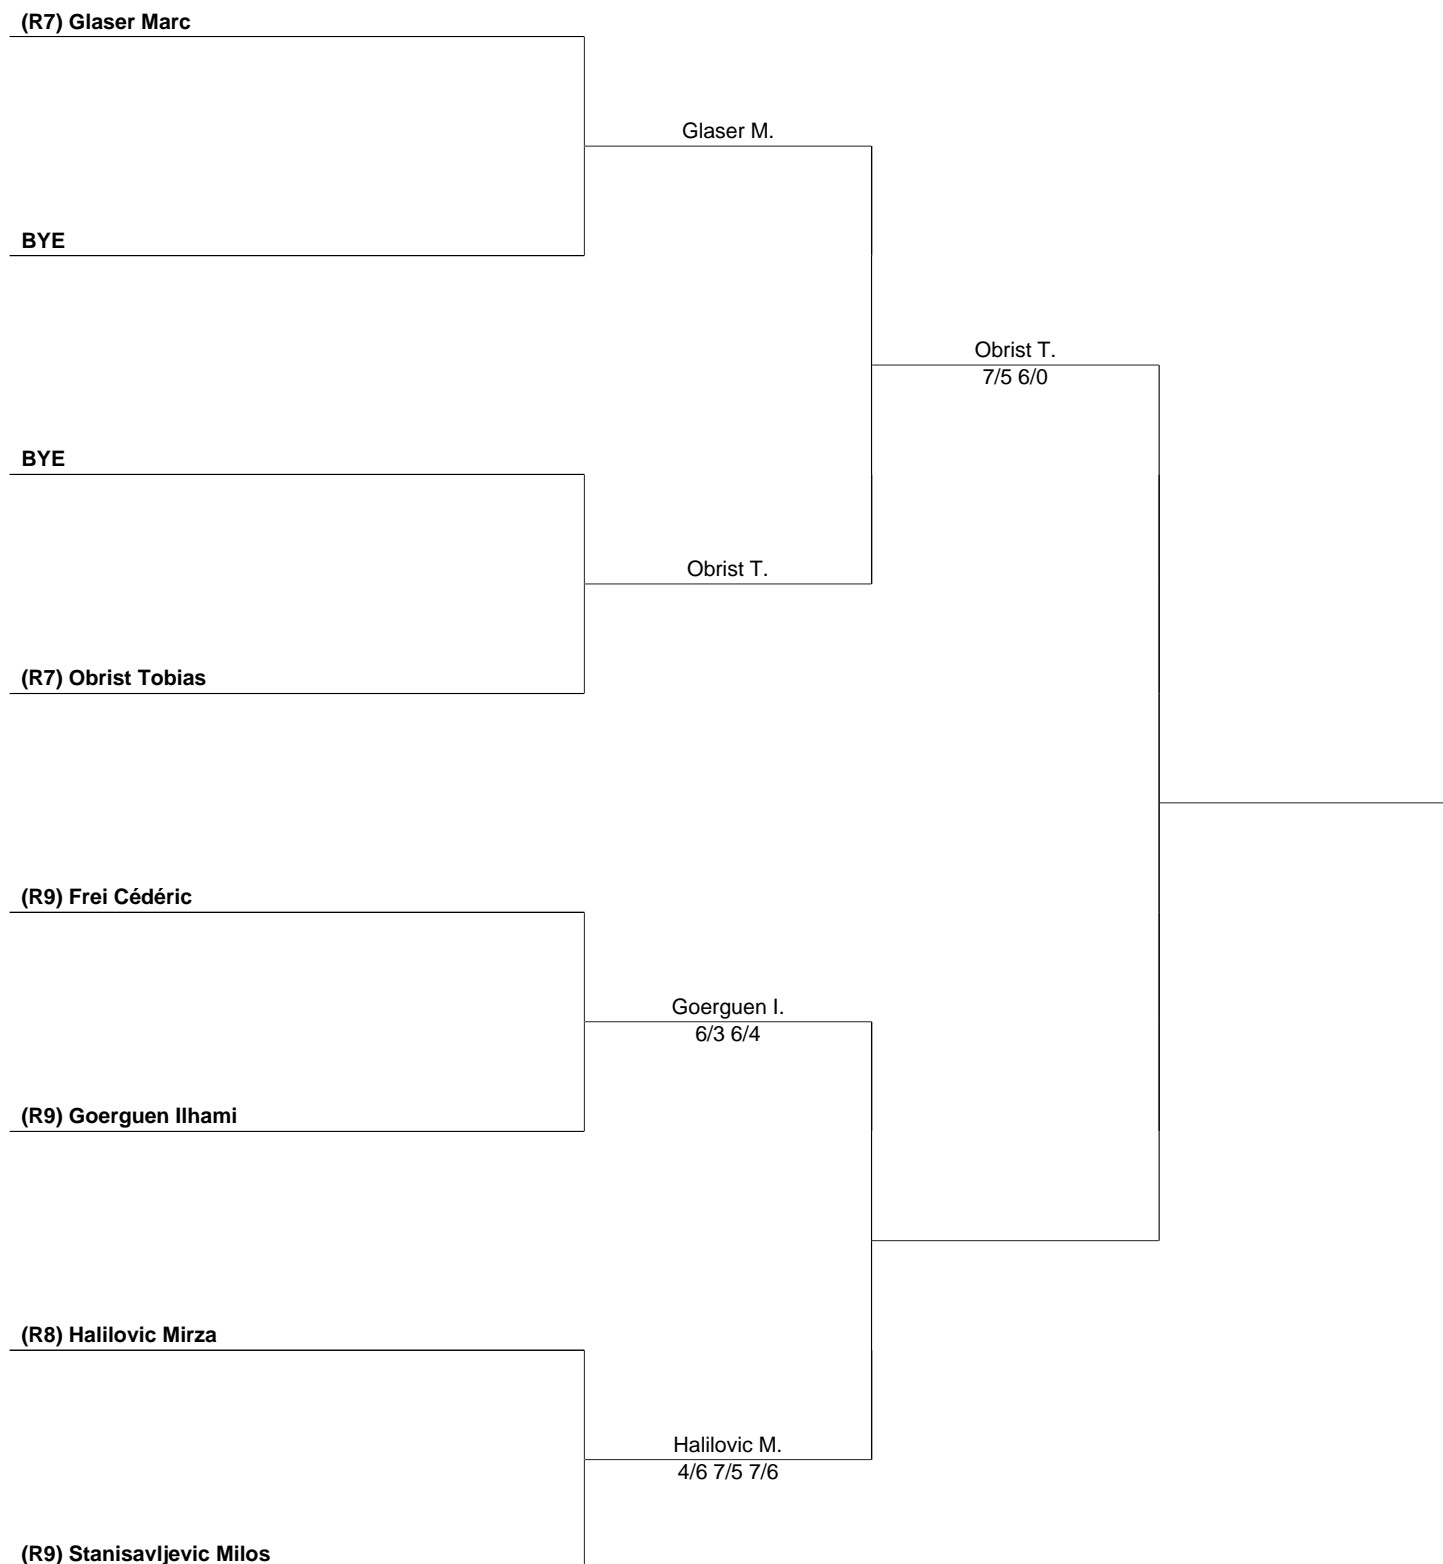 (R7) Glaser Marc
Glaser M.
BYE
Obrist T.
7/5 6/0
BYE
Obrist T.
(R7) Obrist Tobias
(R9) Frei Cédéric
Goerguen I.
6/3 6/4
(R9) Goerguen Ilhami
(R8) Halilovic Mirza
Halilovic M.
4/6 7/5 7/6
(R9) Stanisavljevic Milos